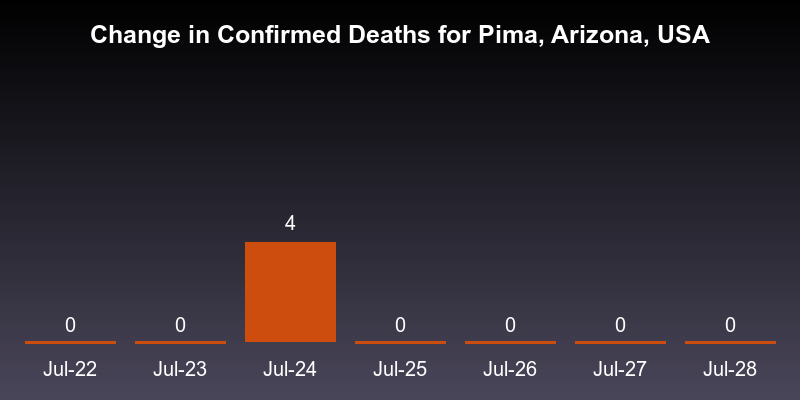 Change in Confirmed Deaths for Pima, Arizona, USA
4
0 0 0 0 0 0
Jul-22 Jul-23 Jul-24 Jul-25 Jul-26 Jul-27 Jul-28